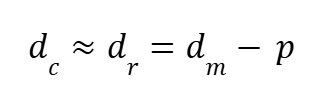 d_c ≈ d_r = d_m − p